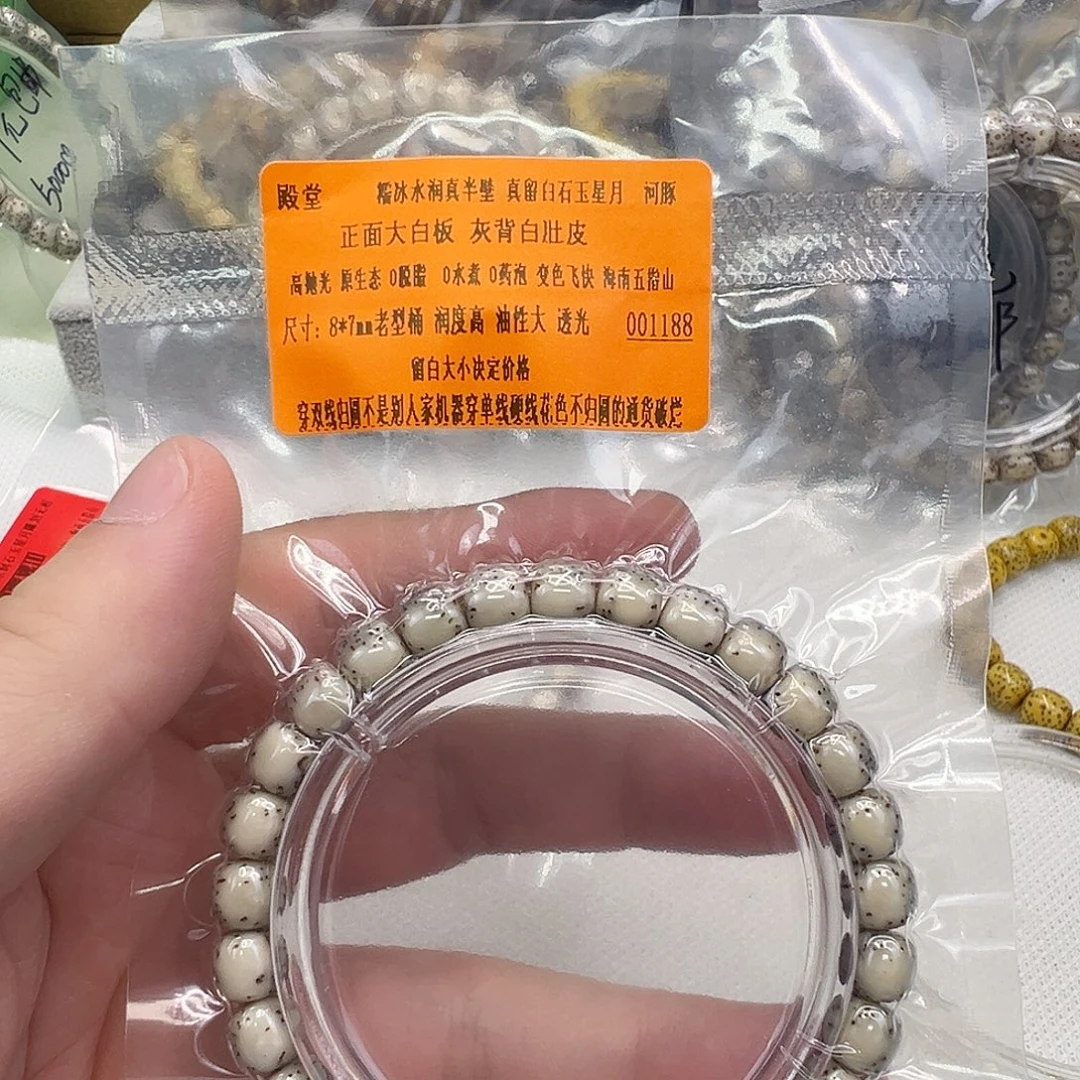 殿堂 糯冰水润真半壁 真留白石玉星月 河豚
正面大白板 灰背白肚皮
高抛光 原生态 0脱脂 0水煮 0药泡 变色飞快 海南五指山
尺寸: 8*7mm老型桶 润度高 油性大 透光 001188
留白大小决定价格
穿双线归圆不是别人家机器穿单线硬线花色不归圆的通货破烂